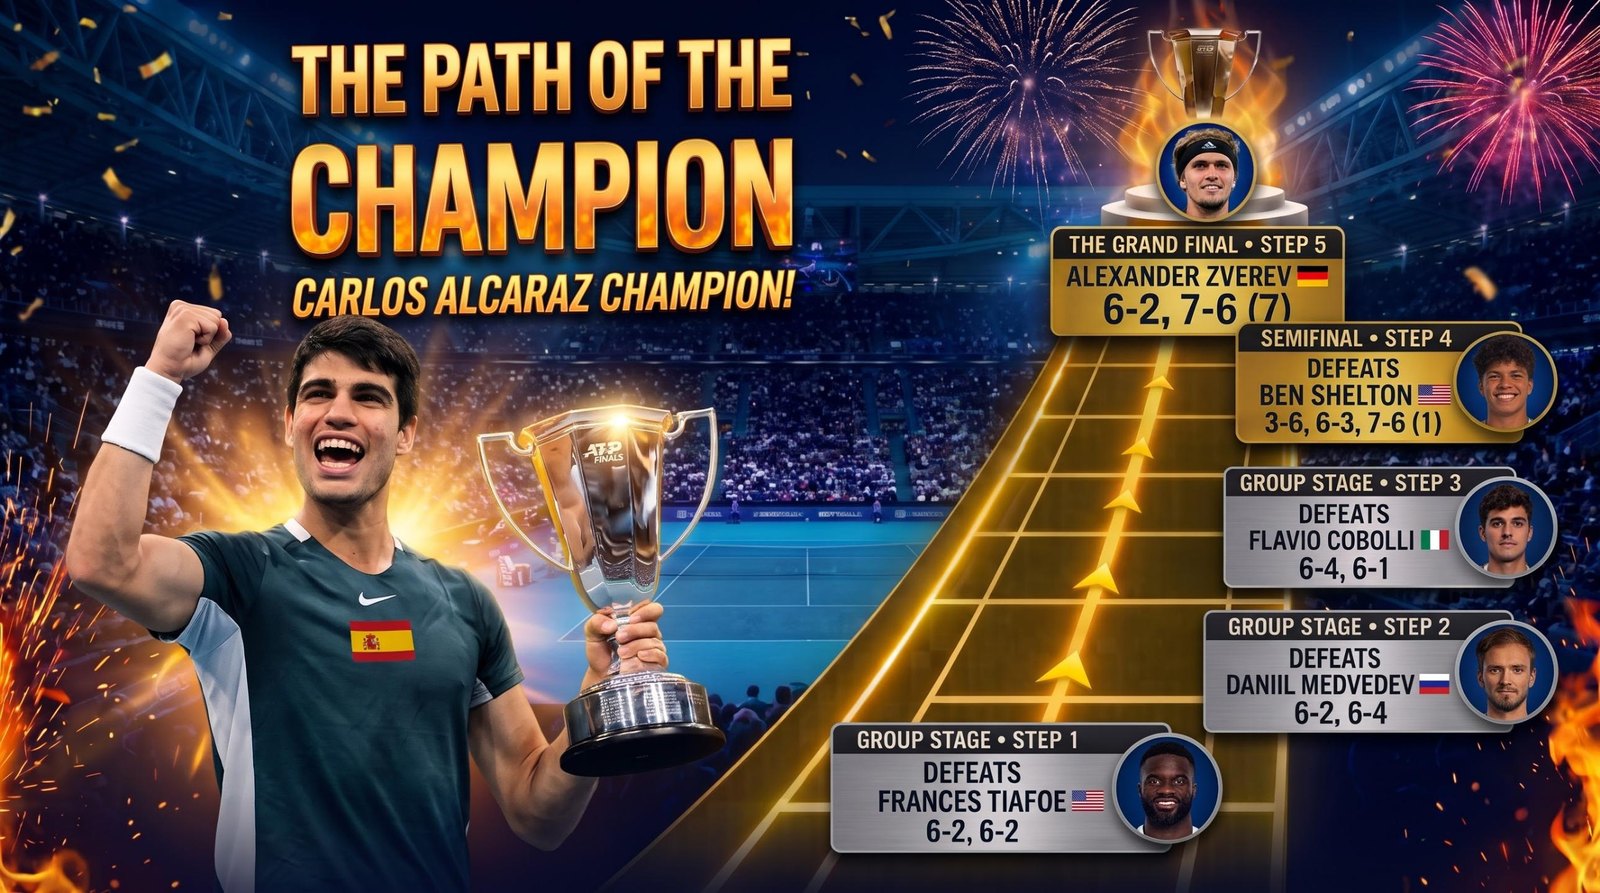 THE PATH OF THE
CHAMPION
CARLOS ALCARAZ CHAMPION!
ATP
FINALS
THE GRAND FINAL • STEP 5
ALEXANDER ZVEREV
6-2, 7-6 (7)
SEMIFINAL • STEP 4
DEFEATS
BEN SHELTON
3-6, 6-3, 7-6 (1)
GROUP STAGE • STEP 3
DEFEATS
FLAVIO COBOLLI
6-4, 6-1
GROUP STAGE • STEP 2
DEFEATS
DANIIL MEDVEDEV
6-2, 6-4
GROUP STAGE • STEP 1
DEFEATS
FRANCES TIAFOE
6-2, 6-2